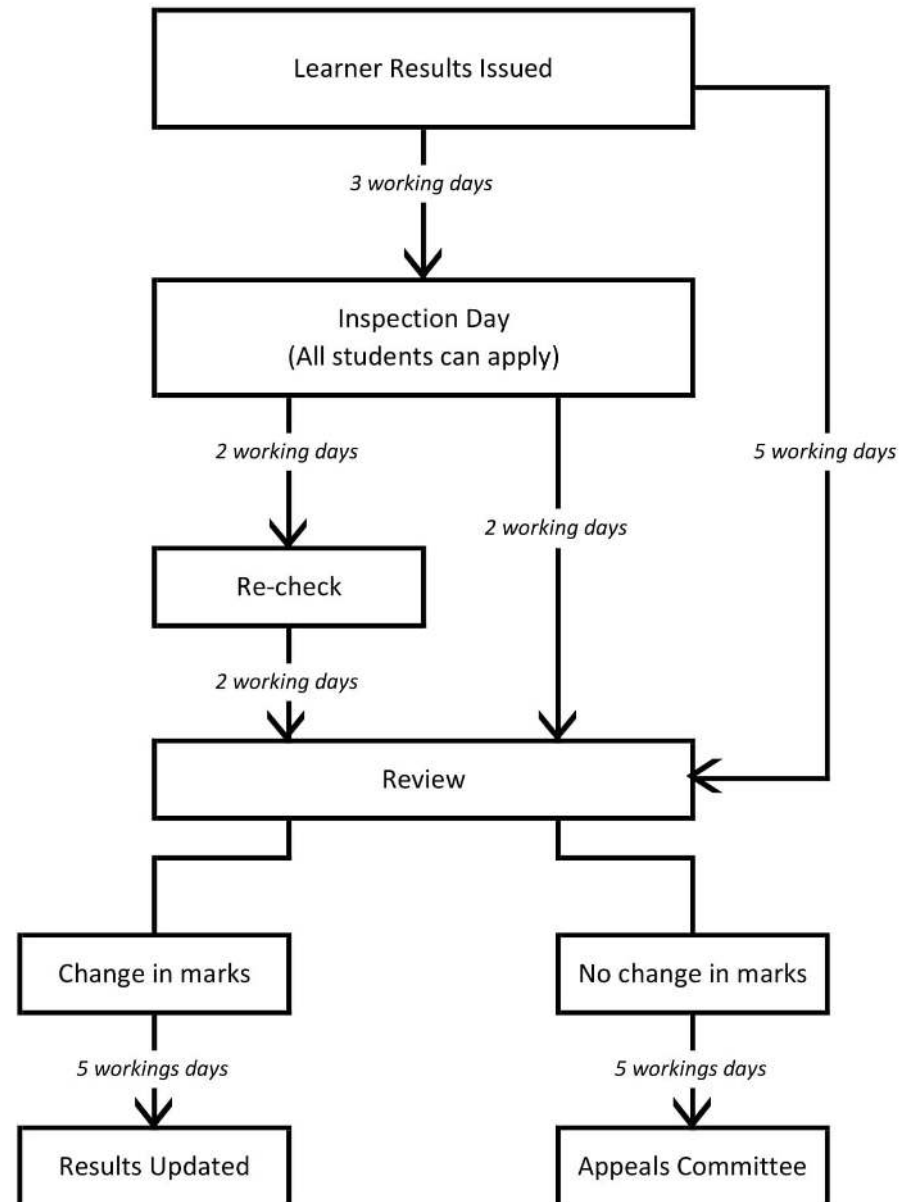 Learner Results Issued
3 working days
Inspection Day
(All students can apply)
2 working days
5 working days
2 working days
Re-check
2 working days
Review
Change in marks
No change in marks
5 workings days
5 workings days
Results Updated
Appeals Committee